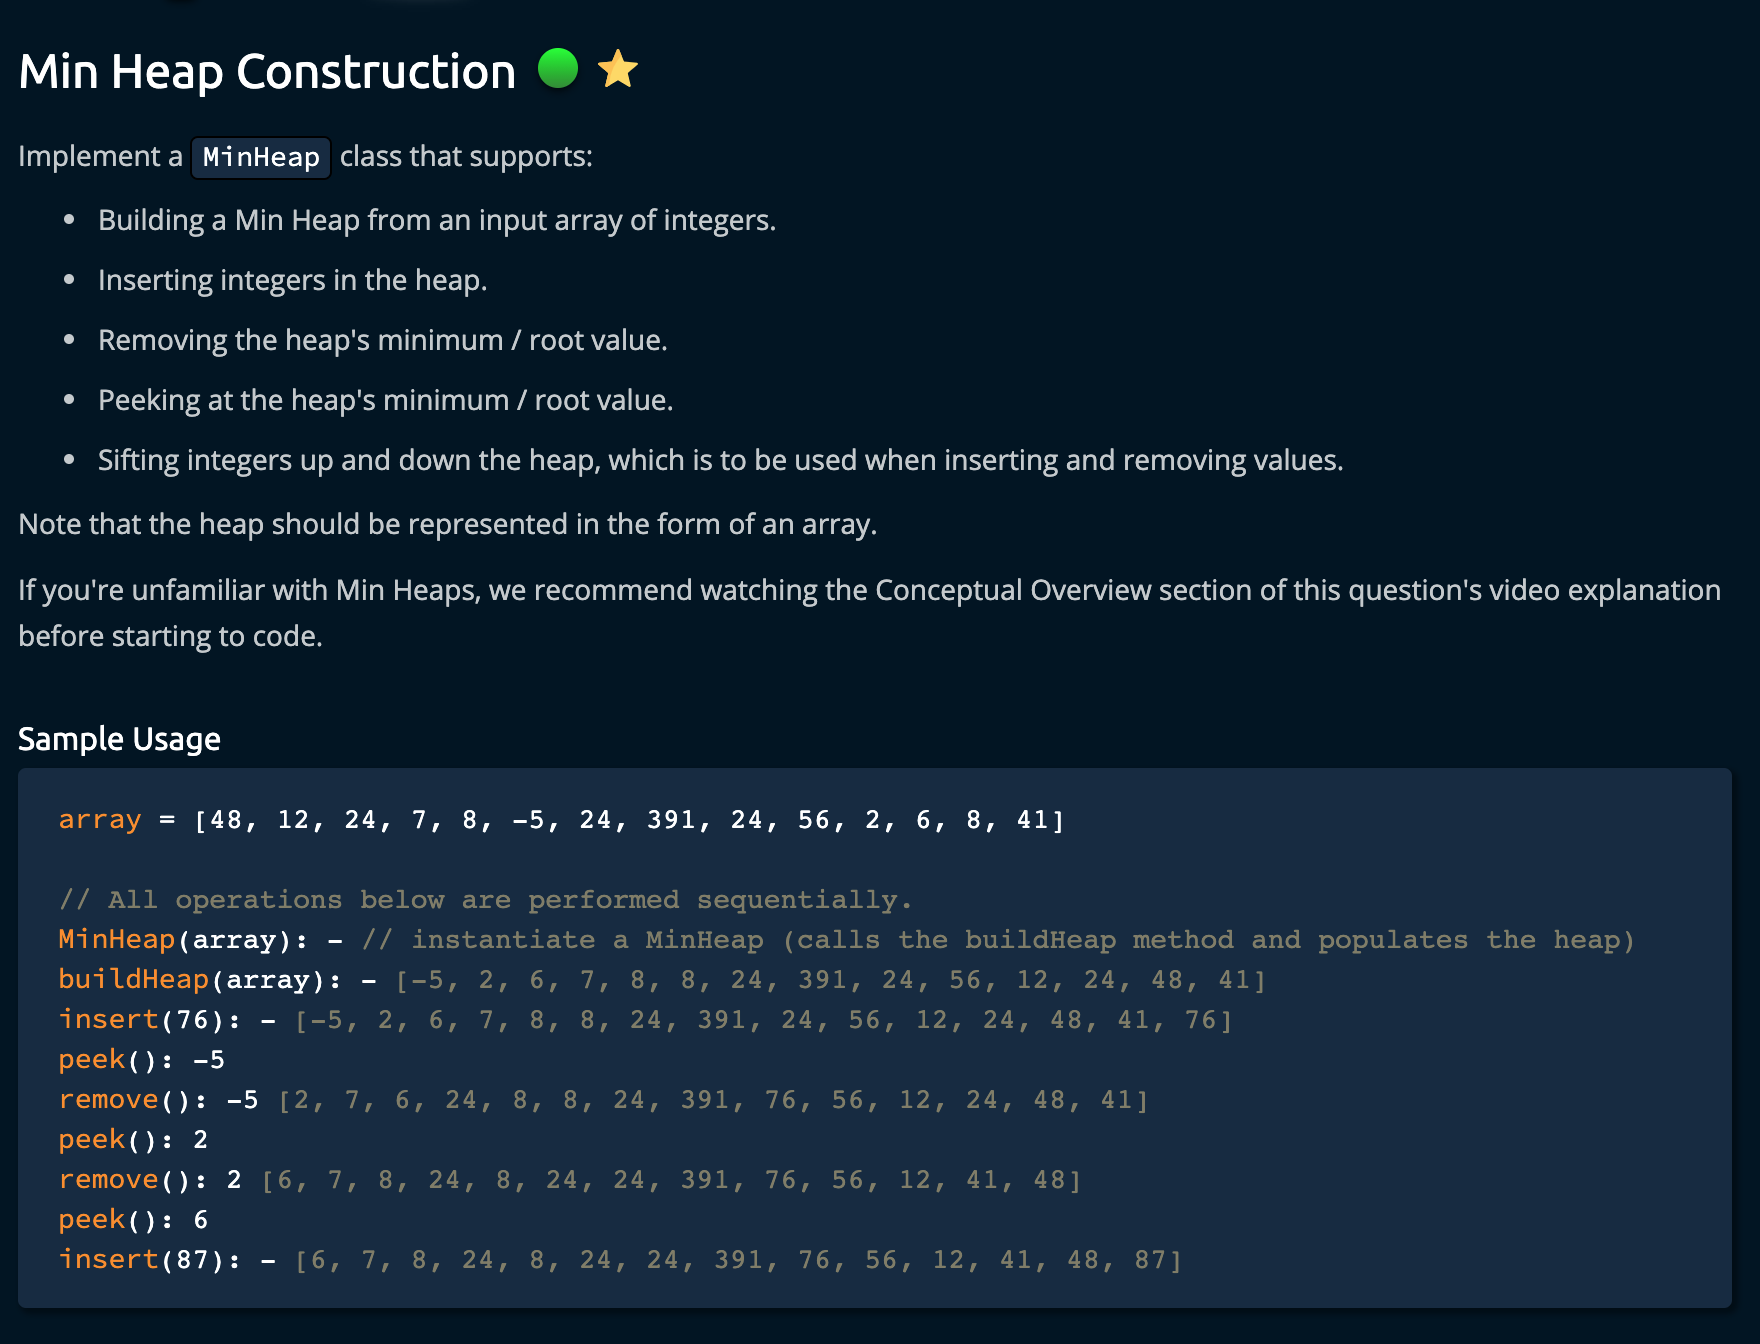 Min Heap Construction
Implement a MinHeap class that supports:
• Building a Min Heap from an input array of integers.
• Inserting integers in the heap.
• Removing the heap's minimum / root value.
• Peeking at the heap's minimum / root value.
• Sifting integers up and down the heap, which is to be used when inserting and removing values.
Note that the heap should be represented in the form of an array.
If you're unfamiliar with Min Heaps, we recommend watching the Conceptual Overview section of this question's video explanation
before starting to code.
Sample Usage
array = [48, 12, 24, 7, 8, -5, 24, 391, 24, 56, 2, 6, 8, 41]
// All operations below are performed sequentially.
MinHeap(array): - // instantiate a MinHeap (calls the buildHeap method and populates the heap)
buildHeap(array): - [-5, 2, 6, 7, 8, 8, 24, 391, 24, 56, 12, 24, 48, 41]
insert(76): - [-5, 2, 6, 7, 8, 8, 24, 391, 24, 56, 12, 24, 48, 41, 76]
peek(): -5
remove(): -5 [2, 7, 6, 24, 8, 8, 24, 391, 76, 56, 12, 24, 48, 41]
peek(): 2
remove(): 2 [6, 7, 8, 24, 8, 24, 24, 391, 76, 56, 12, 41, 48]
peek(): 6
insert(87): - [6, 7, 8, 24, 8, 24, 24, 391, 76, 56, 12, 41, 48, 87]